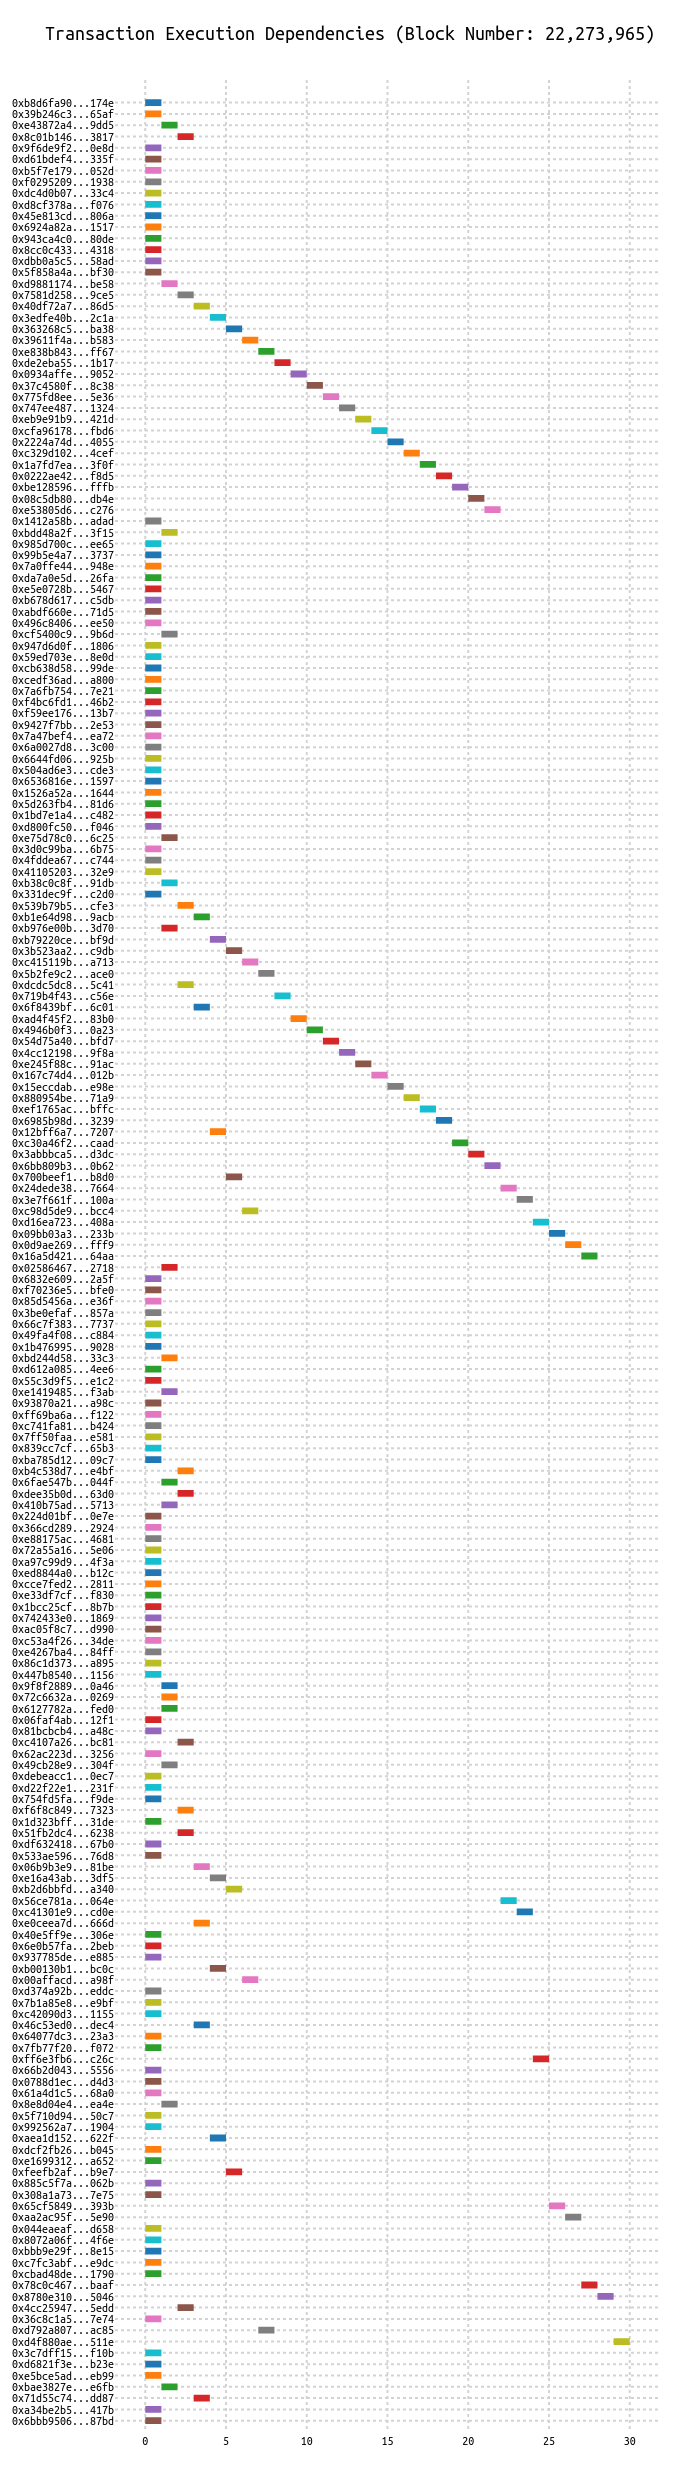 Transaction Execution Dependencies (Block Number: 22,273,965)
0xb8d6fa90...174e
0x39b246c3...65af
0xe43872a4...9dd5
0x8c01b146...3817
0x9f6de9f2...0e8d
0xd61bdef4...335f
0xb5f7e179...052d
0xf0295209...1938
0xdc4d0b07...33c4
0xd8cf378a...f076
0x45e813cd...806a
0x6924a82a...1517
0x943ca4c0...80de
0x8cc0c433...4318
0xdbb0a5c5...58ad
0x5f858a4a...bf30
0xd9881174...be58
0x7581d258...9ce5
0x40df72a7...86d5
0x3edfe40b...2c1a
0x363268c5...ba38
0x39611f4a...b583
0xe838b843...ff67
0xde2eba55...1b17
0x0934affe...9052
0x37c4580f...8c38
0x775fd8ee...5e36
0x747ee487...1324
0xeb9e91b9...421d
0xcfa96178...fbd6
0x2224a74d...4055
0xc329d102...4cef
0x1a7fd7ea...3f0f
0x0222ae42...f8d5
0xbe128596...fffb
0x08c5db80...db4e
0xe53805d6...c276
0x1412a58b...adad
0xbdd48a2f...3f15
0x985d700c...ee65
0x99b5e4a7...3737
0x7a0ffe44...948e
0xda7a0e5d...26fa
0xe5e0728b...5467
0xb678d617...c5db
0xabdf660e...71d5
0x496c8406...ee50
0xcf5400c9...9b6d
0x947d6d0f...1806
0x59ed703e...8e0d
0xcb638d58...99de
0xcedf36ad...a800
0x7a6fb754...7e21
0xf4bc6fd1...46b2
0xf59ee176...13b7
0x9427f7bb...2e53
0x7a47bef4...ea72
0x6a0027d8...3c00
0x6644fd06...925b
0x504ad6e3...cde3
0x6536816e...1597
0x1526a52a...1644
0x5d263fb4...81d6
0x1bd7e1a4...c482
0xd800fc50...f046
0xe75d78c0...6c25
0x3d0c99ba...6b75
0x4fddea67...c744
0x41105203...32e9
0xb38c0c8f...91db
0x331dec9f...c2d0
0x539b79b5...cfe3
0xb1e64d98...9acb
0xb976e00b...3d70
0xb79220ce...bf9d
0x3b523aa2...c9db
0xc415119b...a713
0x5b2fe9c2...ace0
0xdcdc5dc8...5c41
0x719b4f43...c56e
0x6f8439bf...6c01
0xad4f45f2...83b0
0x4946b0f3...0a23
0x54d75a40...bfd7
0x4cc12198...9f8a
0xe245f88c...91ac
0x167c74d4...012b
0x15eccdab...e98e
0x880954be...71a9
0xef1765ac...bffc
0x6985b98d...3239
0x12bff6a7...7207
0xc30a46f2...caad
0x3abbbca5...d3dc
0x6bb809b3...0b62
0x700beef1...b8d0
0x24dede38...7664
0x3e7f661f...100a
0xc98d5de9...bcc4
0xd16ea723...408a
0x09bb03a3...233b
0x0d9ae269...fff9
0x16a5d421...64aa
0x02586467...2718
0x6832e609...2a5f
0xf70236e5...bfe0
0x85d5456a...e36f
0x3be0efaf...857a
0x66c7f383...7737
0x49fa4f08...c884
0x1b476995...9028
0xbd244d58...33c3
0xd612a085...4ee6
0x55c3d9f5...e1c2
0xe1419485...f3ab
0x93870a21...a98c
0xff69ba6a...f122
0xc741fa81...b424
0x7ff50faa...e581
0x839cc7cf...65b3
0xba785d12...09c7
0xb4c538d7...e4bf
0x6fae547b...044f
0xdee35b0d...63d0
0x410b75ad...5713
0x224d01bf...0e7e
0x366cd289...2924
0xe88175ac...4681
0x72a55a16...5e06
0xa97c99d9...4f3a
0xed8844a0...b12c
0xcce7fed2...2811
0xe33df7cf...f830
0x1bcc25cf...8b7b
0x742433e0...1869
0xac05f8c7...d990
0xc53a4f26...34de
0xe4267ba4...84ff
0x86c1d373...a895
0x447b8540...1156
0x9f8f2889...0a46
0x72c6632a...0269
0x6127782a...fed0
0x06faf4ab...12f1
0x81bcbcb4...a48c
0xc4107a26...bc81
0x62ac223d...3256
0x49cb28e9...304f
0xdebeacc1...0ec7
0xd22f22e1...231f
0x754fd5fa...f9de
0xf6f8c849...7323
0x1d323bff...31de
0x51fb2dc4...6238
0xdf632418...67b0
0x533ae596...76d8
0x06b9b3e9...81be
0xe16a43ab...3df5
0xb2d6bbfd...a340
0x56ce781a...064e
0xc41301e9...cd0e
0xe0ceea7d...666d
0x40e5ff9e...306e
0x6e0b57fa...2beb
0x937785de...e885
0xb00130b1...bc0c
0x00affacd...a98f
0xd374a92b...eddc
0x7b1a85e8...e9bf
0xc42090d3...1155
0x46c53ed0...dec4
0x64077dc3...23a3
0x7fb77f20...f072
0xff6e3fb6...c26c
0x66b2d043...5556
0x0788d1ec...d4d3
0x61a4d1c5...68a0
0x8e8d04e4...ea4e
0x5f710d94...50c7
0x992562a7...1904
0xaea1d152...622f
0xdcf2fb26...b045
0xe1699312...a652
0xfeefb2af...b9e7
0x885c5f7a...062b
0x308a1a73...7e75
0x65cf5849...393b
0xaa2ac95f...5e90
0x044eaeaf...d658
0x8072a06f...4f6e
0xbbb9e29f...8e15
0xc7fc3abf...e9dc
0xcbad48de...1790
0x78c0c467...baaf
0x8780e310...5046
0x4cc25947...5edd
0x36c8c1a5...7e74
0xd792a807...ac85
0xd4f880ae...511e
0x3c7dff15...f10b
0xd6821f3e...b23e
0xe5bce5ad...eb99
0xbae3827e...e6fb
0x71d55c74...dd87
0xa34be2b5...417b
0x6bbb9506...87bd
0 5 10 15 20 25 30